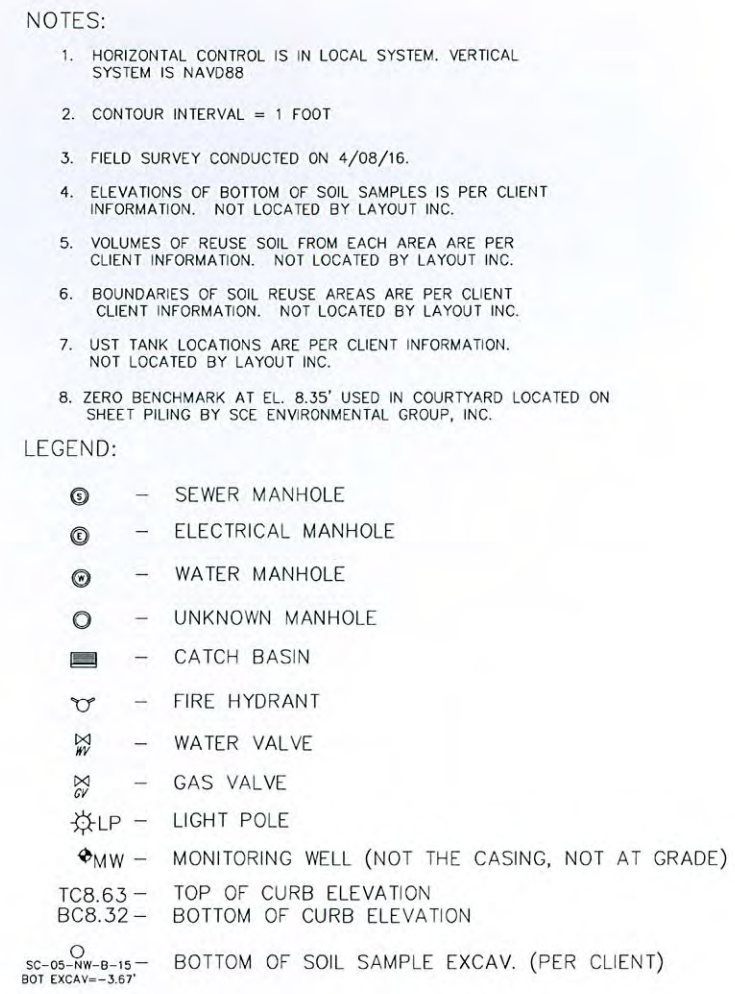 NOTES:
1. HORIZONTAL CONTROL IS IN LOCAL SYSTEM. VERTICAL
SYSTEM IS NAVD88
2. CONTOUR INTERVAL = 1 FOOT
3. FIELD SURVEY CONDUCTED ON 4/08/16.
4. ELEVATIONS OF BOTTOM OF SOIL SAMPLES IS PER CLIENT
INFORMATION. NOT LOCATED BY LAYOUT INC.
5. VOLUMES OF REUSE SOIL FROM EACH AREA ARE PER
CLIENT INFORMATION. NOT LOCATED BY LAYOUT INC.
6. BOUNDARIES OF SOIL REUSE AREAS ARE PER CLIENT
CLIENT INFORMATION. NOT LOCATED BY LAYOUT INC.
7. UST TANK LOCATIONS ARE PER CLIENT INFORMATION.
NOT LOCATED BY LAYOUT INC.
8. ZERO BENCHMARK AT EL. 8.35' USED IN COURTYARD LOCATED ON
SHEET PILING BY SCE ENVIRONMENTAL GROUP, INC.
LEGEND:
S – SEWER MANHOLE
E – ELECTRICAL MANHOLE
W – WATER MANHOLE
– UNKNOWN MANHOLE
– CATCH BASIN
– FIRE HYDRANT
WV – WATER VALVE
GV – GAS VALVE
LP – LIGHT POLE
MW – MONITORING WELL (NOT THE CASING, NOT AT GRADE)
TC8.63 – TOP OF CURB ELEVATION
BC8.32 – BOTTOM OF CURB ELEVATION
SC-05-NW-B-15 – BOTTOM OF SOIL SAMPLE EXCAV. (PER CLIENT)
BOT EXCAV=-3.67'